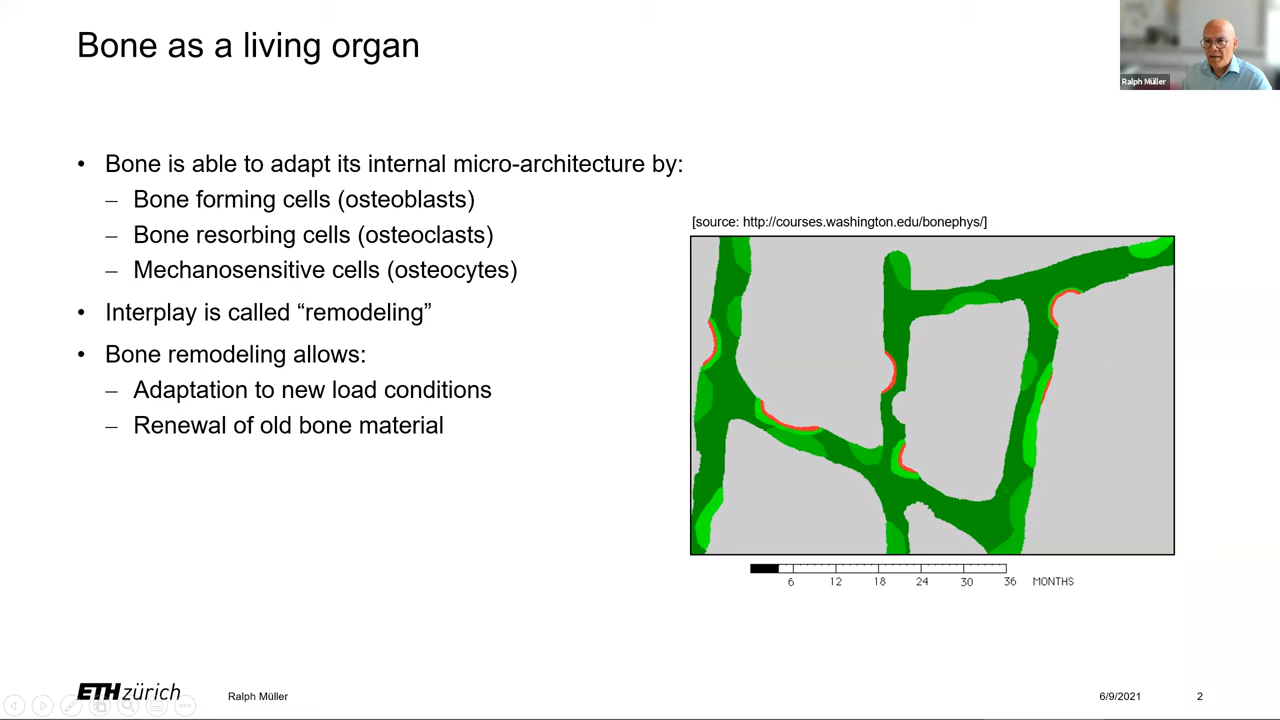 Bone as a living organ
Ralph Müller
• Bone is able to adapt its internal micro-architecture by:
– Bone forming cells (osteoblasts)
– Bone resorbing cells (osteoclasts)
– Mechanosensitive cells (osteocytes)
• Interplay is called “remodeling”
• Bone remodeling allows:
– Adaptation to new load conditions
– Renewal of old bone material
[source: http://courses.washington.edu/bonephys/]
6 12 18 24 30 36 MONTHS
ETH zürich
Ralph Müller
6/9/2021
2